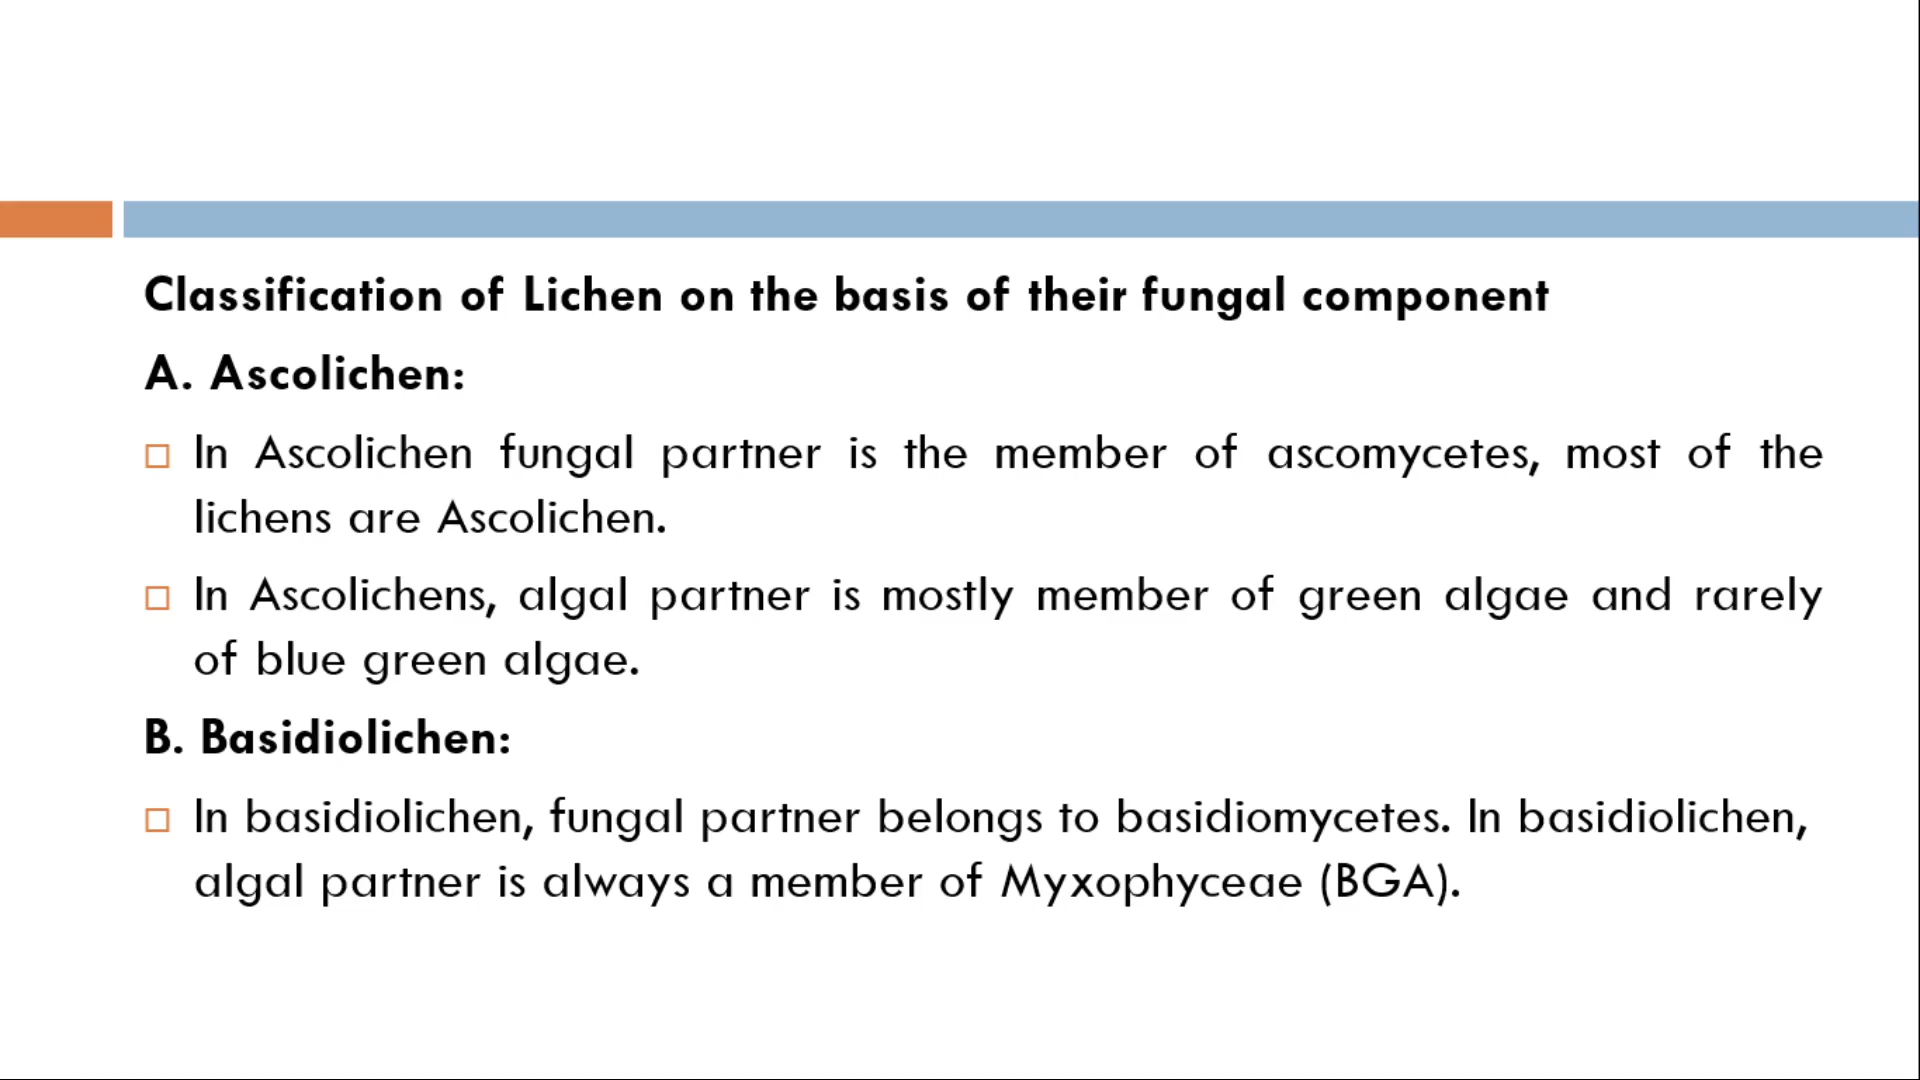 Classification of Lichen on the basis of their fungal component
A. Ascolichen:
In Ascolichen fungal partner is the member of ascomycetes, most of the
lichens are Ascolichen.
In Ascolichens, algal partner is mostly member of green algae and rarely
of blue green algae.
B. Basidiolichen:
In basidiolichen, fungal partner belongs to basidiomycetes. In basidiolichen,
algal partner is always a member of Myxophyceae (BGA).